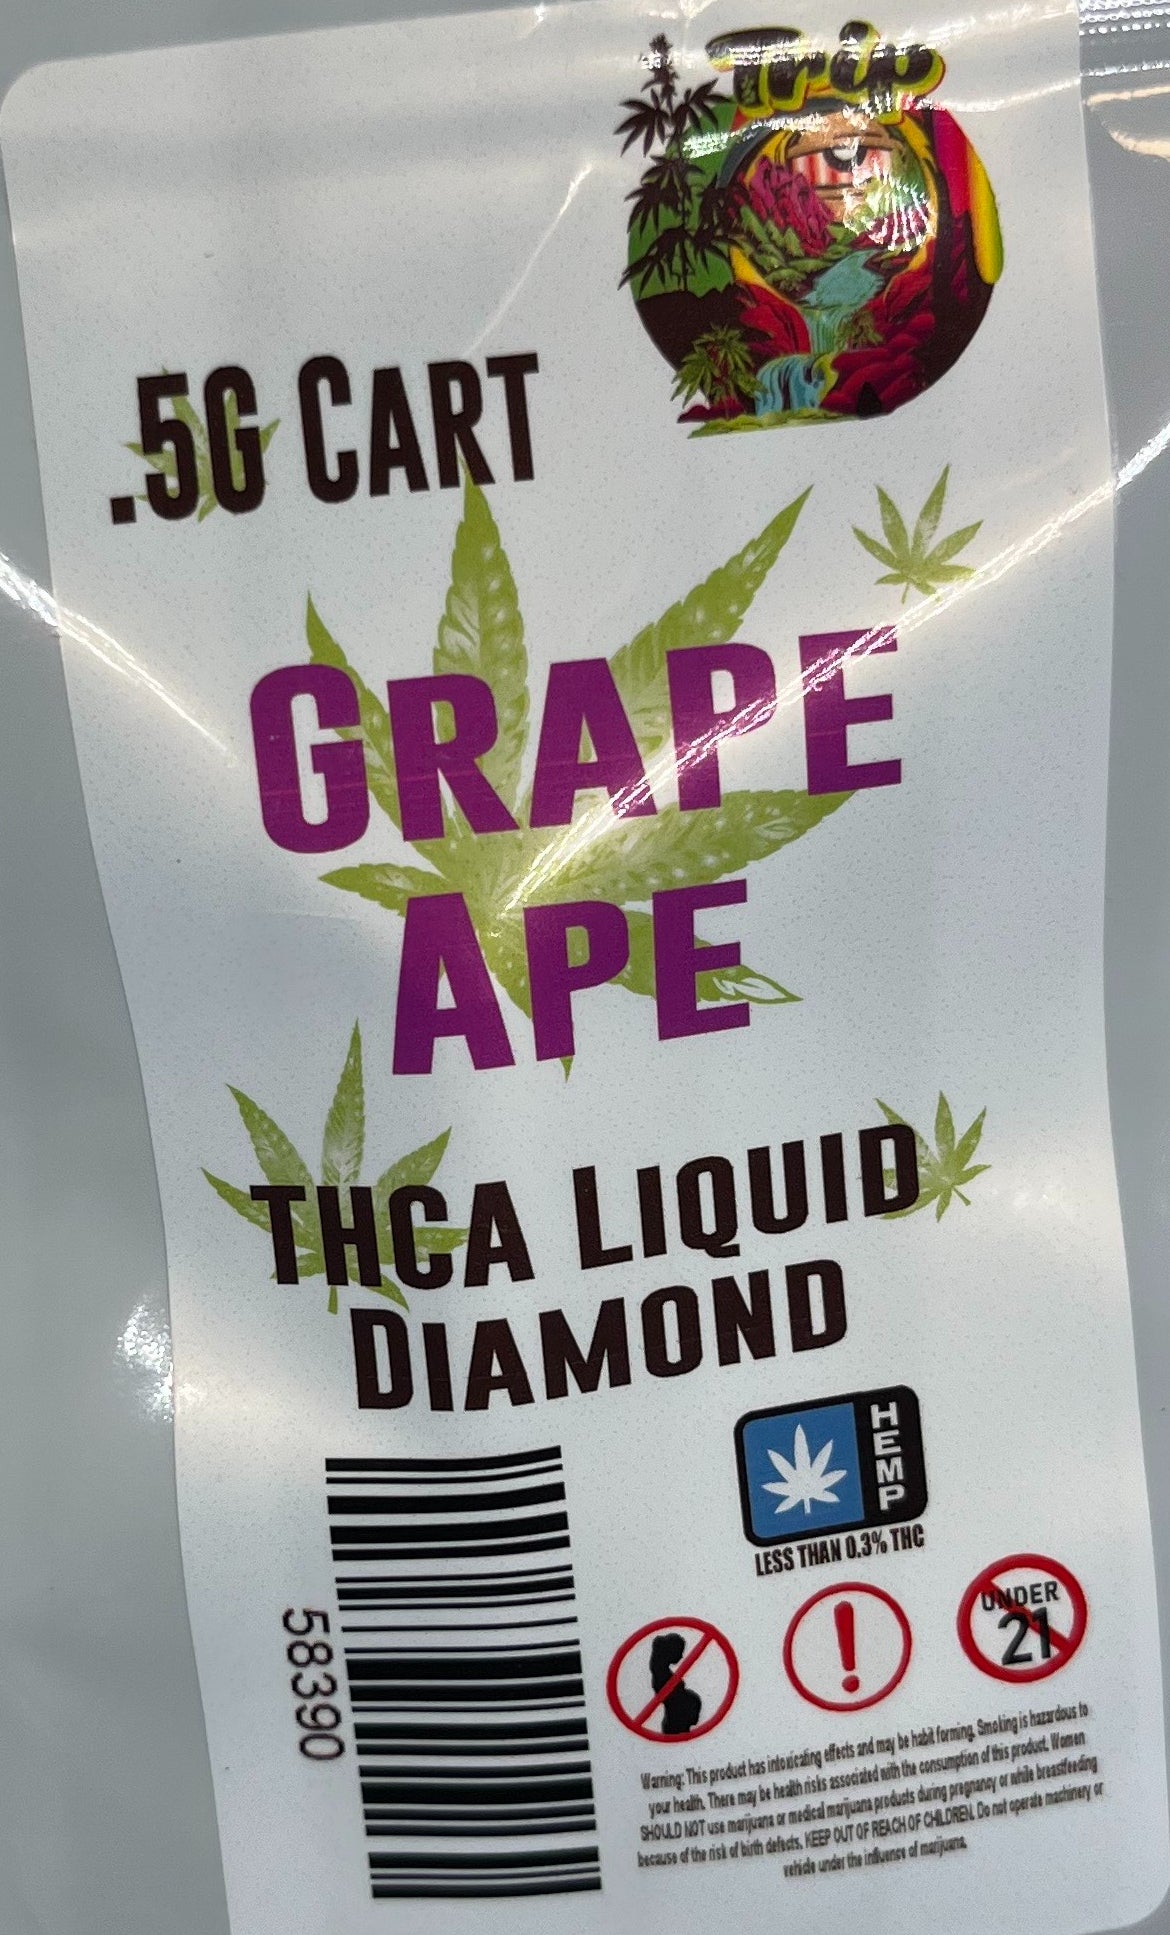 Trip
.5G CART
GRAPE
APE
THCA LIQUID
DIAMOND
HEMP
LESS THAN 0.3% THC
58390
UNDER
21
Warning: This product has intoxicating effects and may be habit forming. Smoking is hazardous to
your health. There may be health risks associated with the consumption of this product. Women
SHOULD NOT use marijuana or medical marijuana products during pregnancy or while breastfeeding
because of the risk of birth defects. KEEP OUT OF REACH OF CHILDREN. Do not operate machinery or
vehicle under the influence of marijuana.